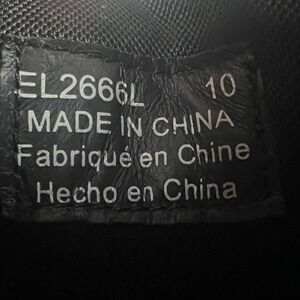 EL2666L 10
MADE IN CHINA
Fabriqué en Chine
Hecho en China